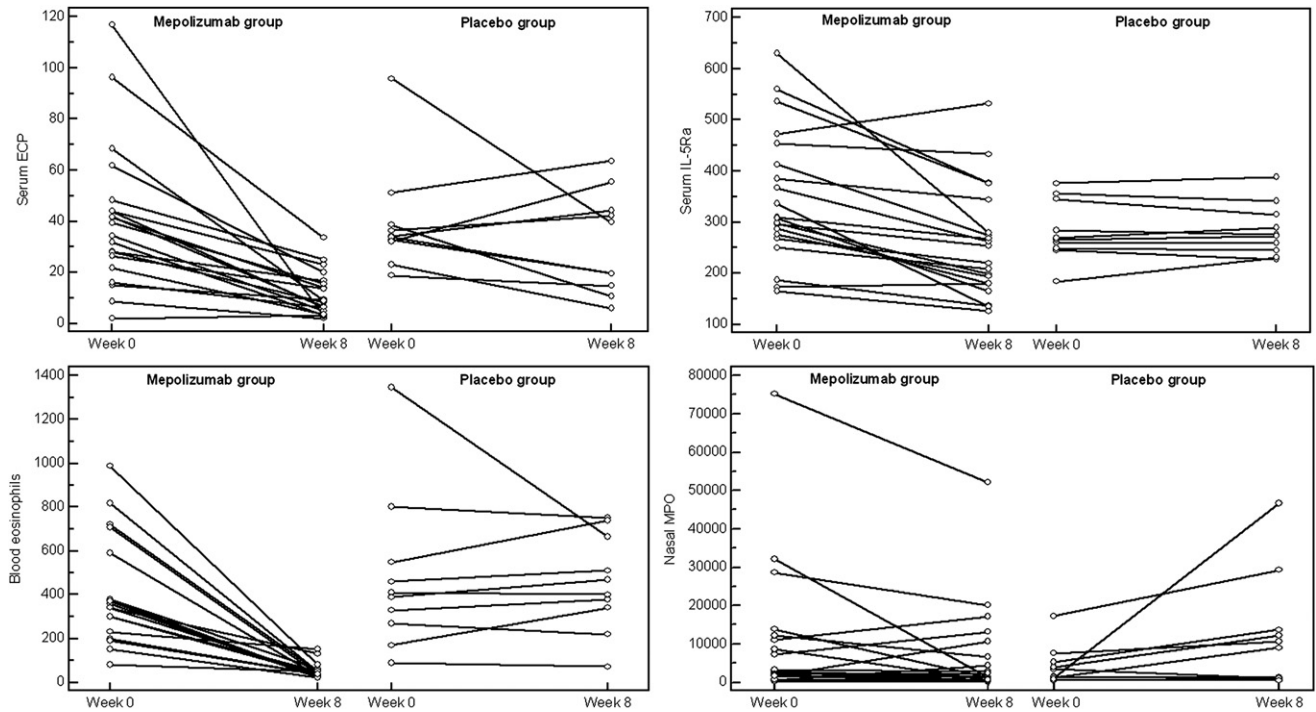 Mepolizumab group Placebo group
Serum ECP
120
100
80
60
40
20
0
Week 0 Week 8 Week 0 Week 8
Mepolizumab group Placebo group
Serum IL-5Ra
700
600
500
400
300
200
100
Week 0 Week 8 Week 0 Week 8
Mepolizumab group Placebo group
Blood eosinophils
1400
1200
1000
800
600
400
200
0
Week 0 Week 8 Week 0 Week 8
Mepolizumab group Placebo group
Nasal MPO
80000
70000
60000
50000
40000
30000
20000
10000
0
Week 0 Week 8 Week 0 Week 8